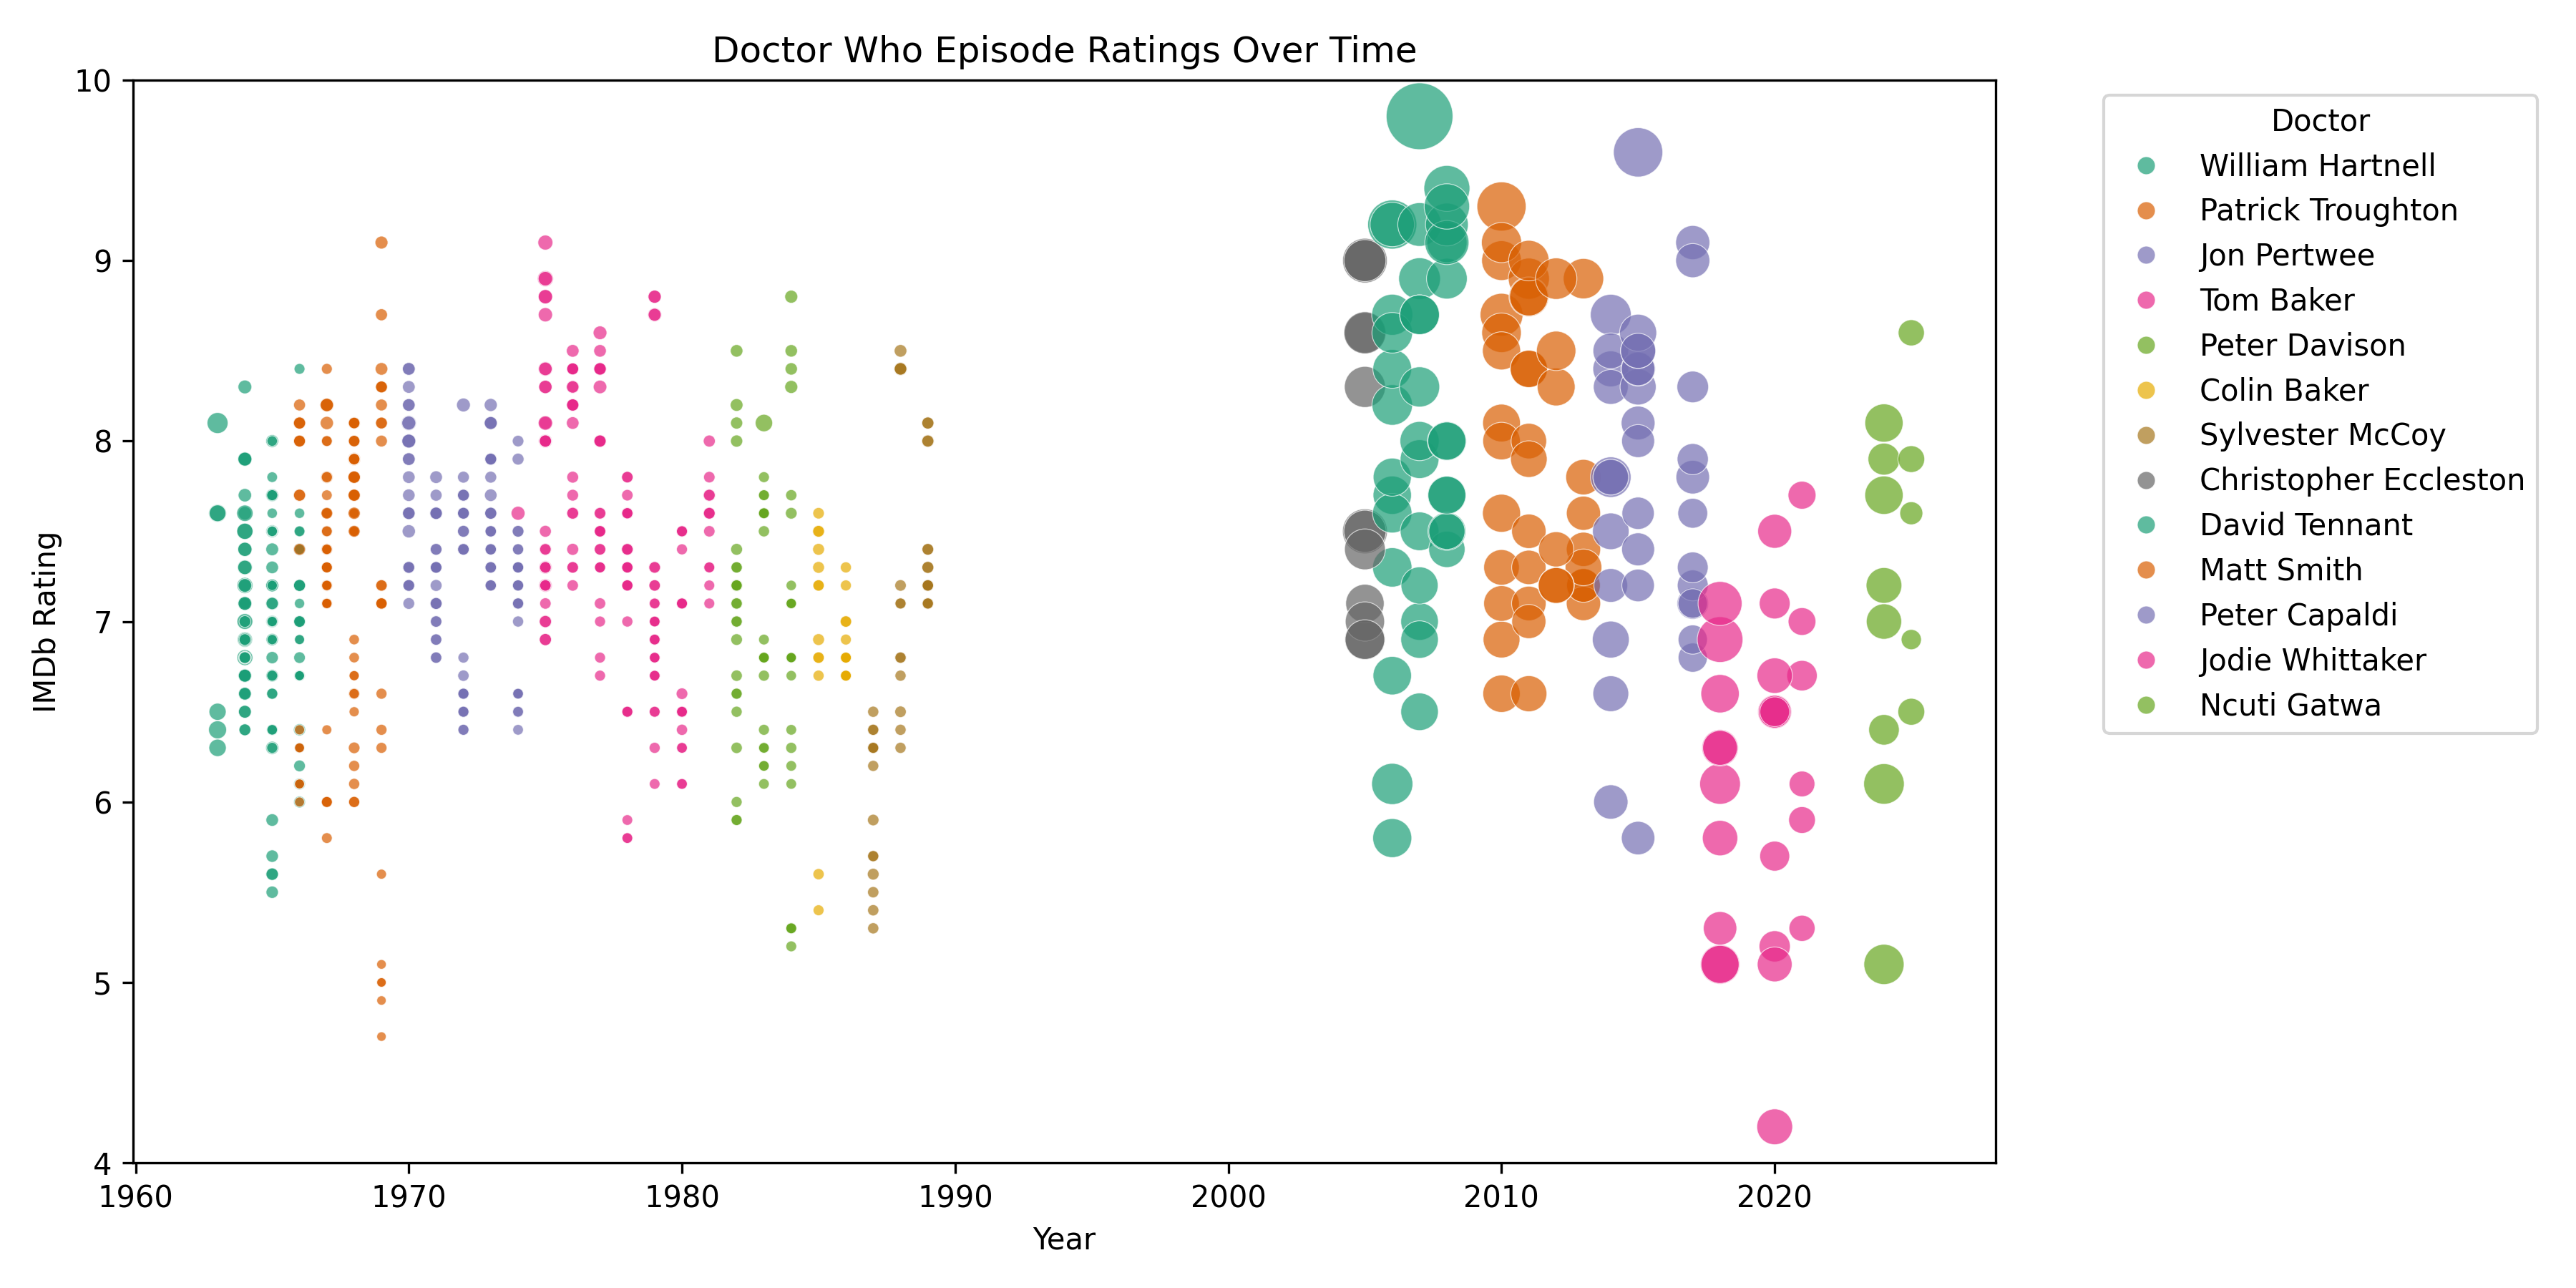 Doctor Who Episode Ratings Over Time
10
9
8
7
6
5
4
IMDb Rating
1960 1970 1980 1990 2000 2010 2020
Year
Doctor
William Hartnell
Patrick Troughton
Jon Pertwee
Tom Baker
Peter Davison
Colin Baker
Sylvester McCoy
Christopher Eccleston
David Tennant
Matt Smith
Peter Capaldi
Jodie Whittaker
Ncuti Gatwa